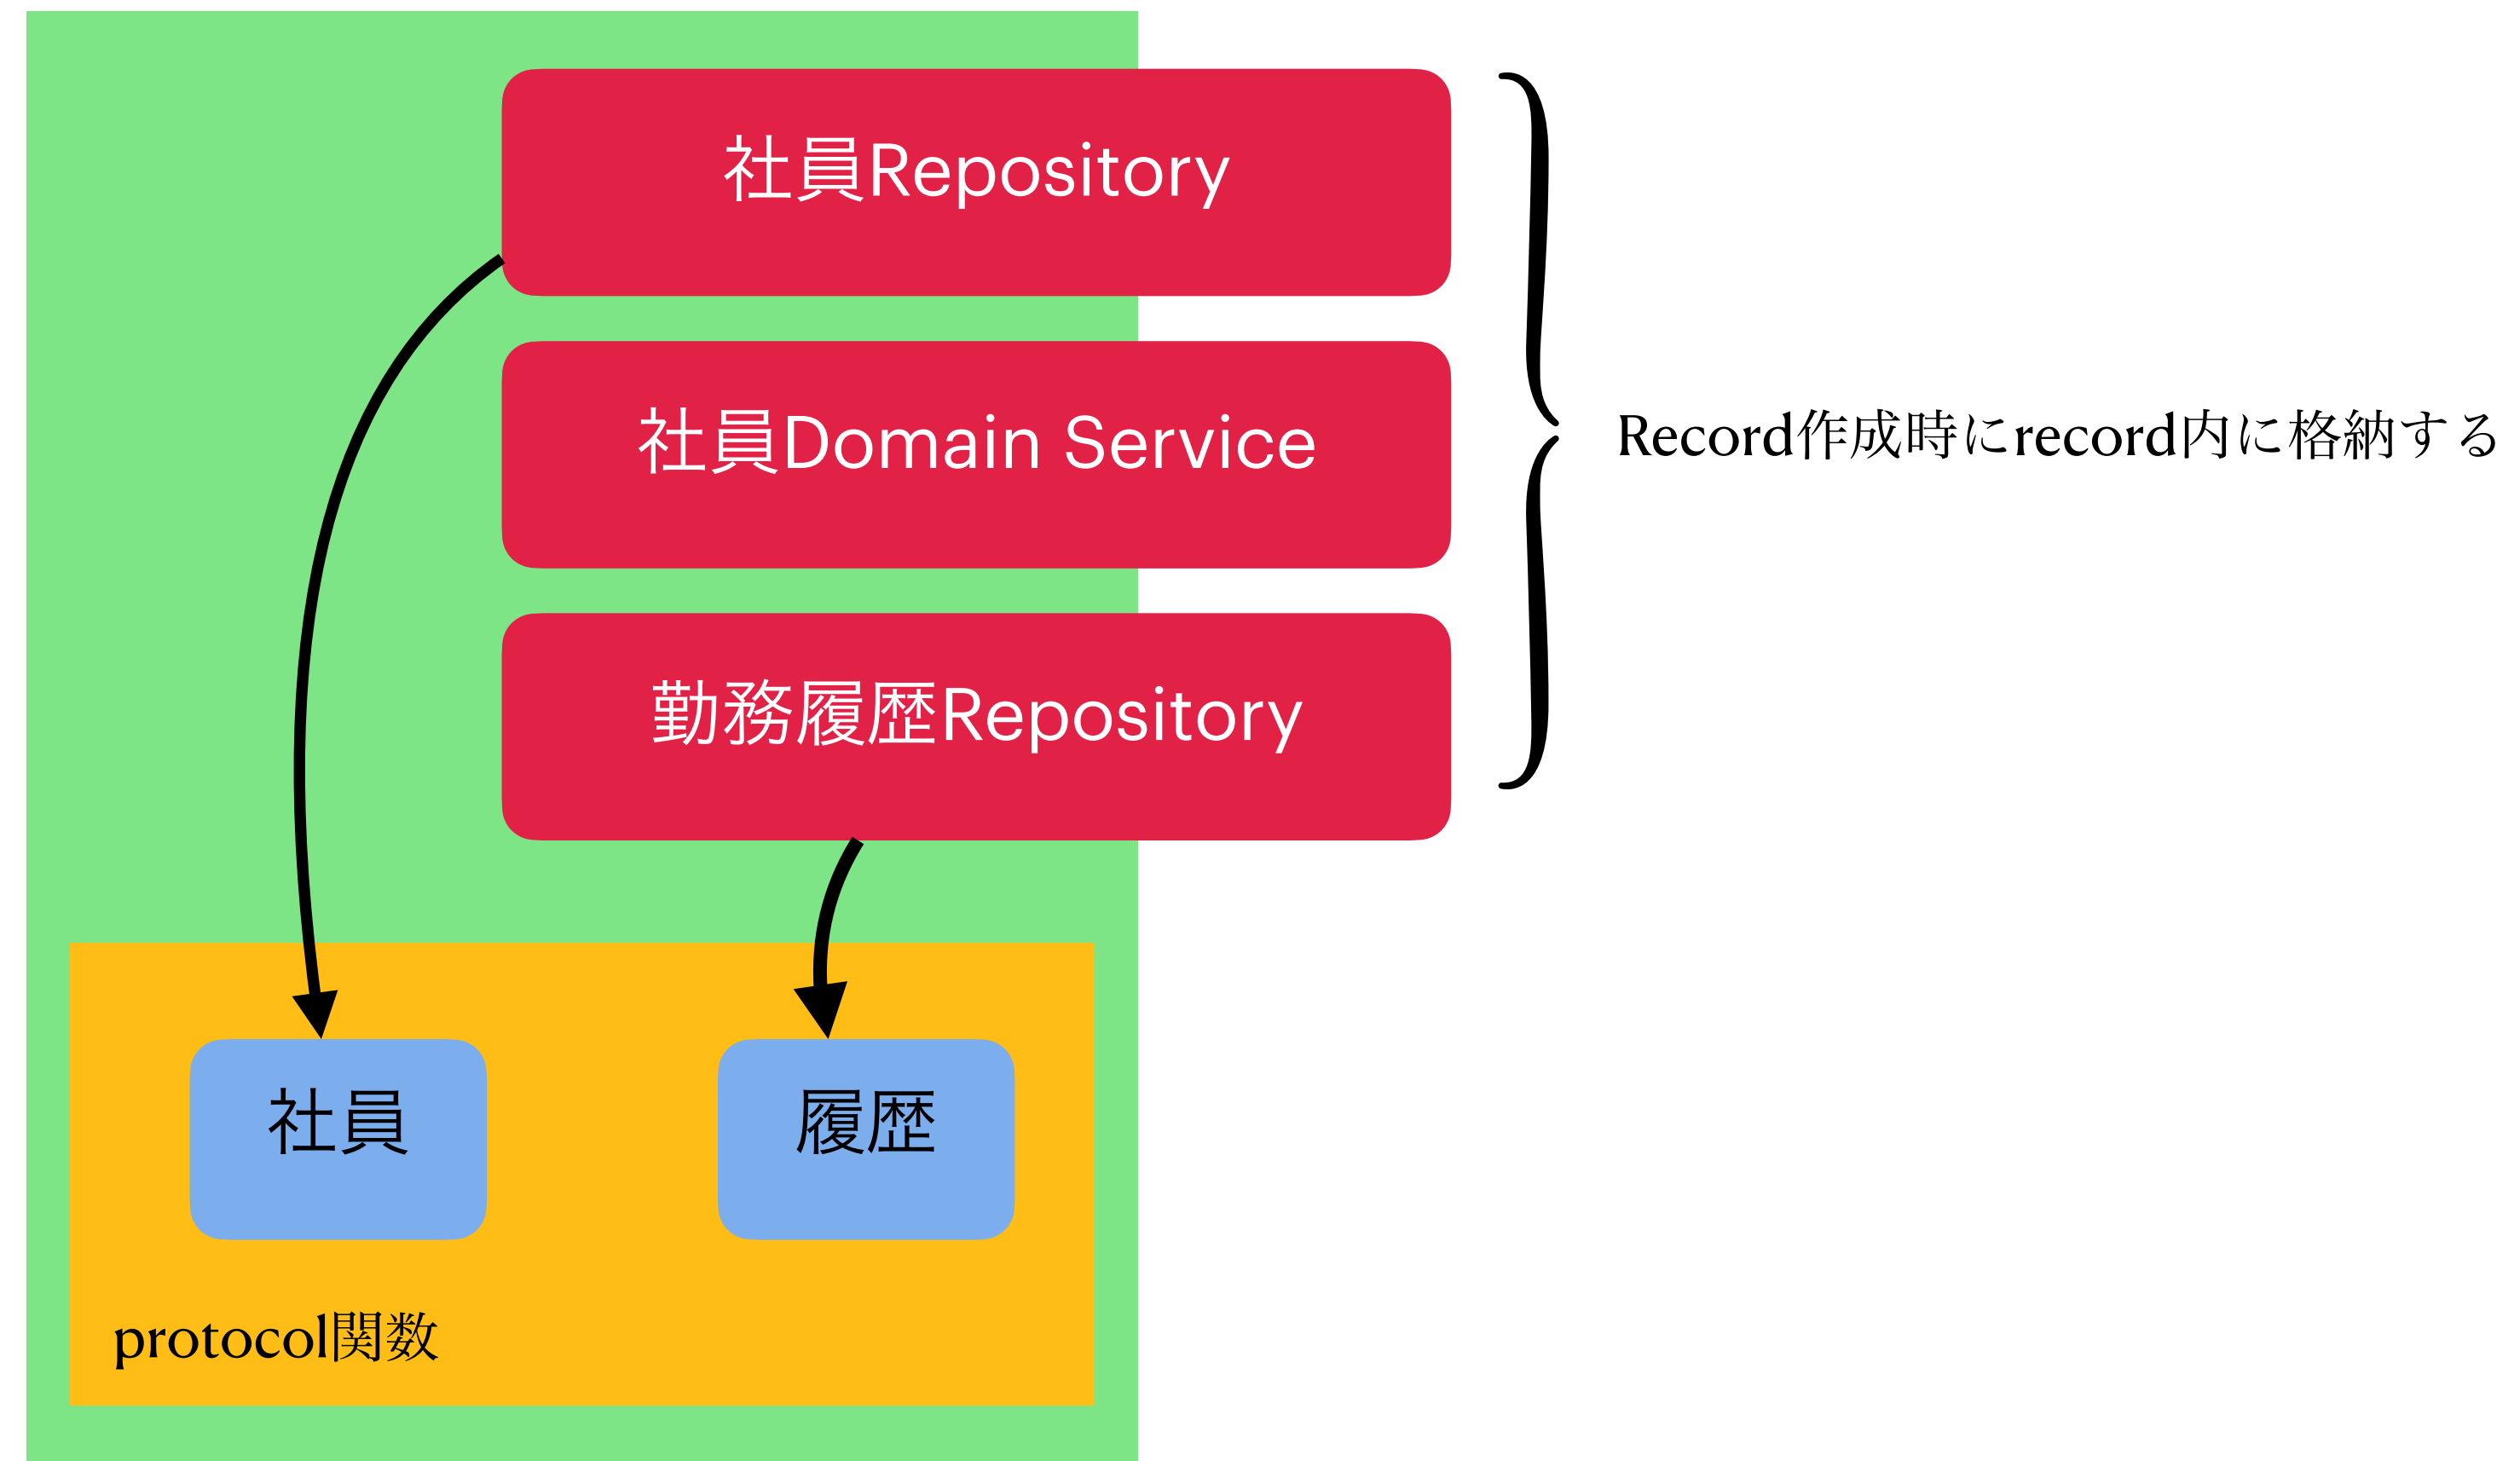 社員Repository
社員Domain Service
Record作成時にrecord内に格納する
勤務履歴Repository
社員
履歴
protocol関数